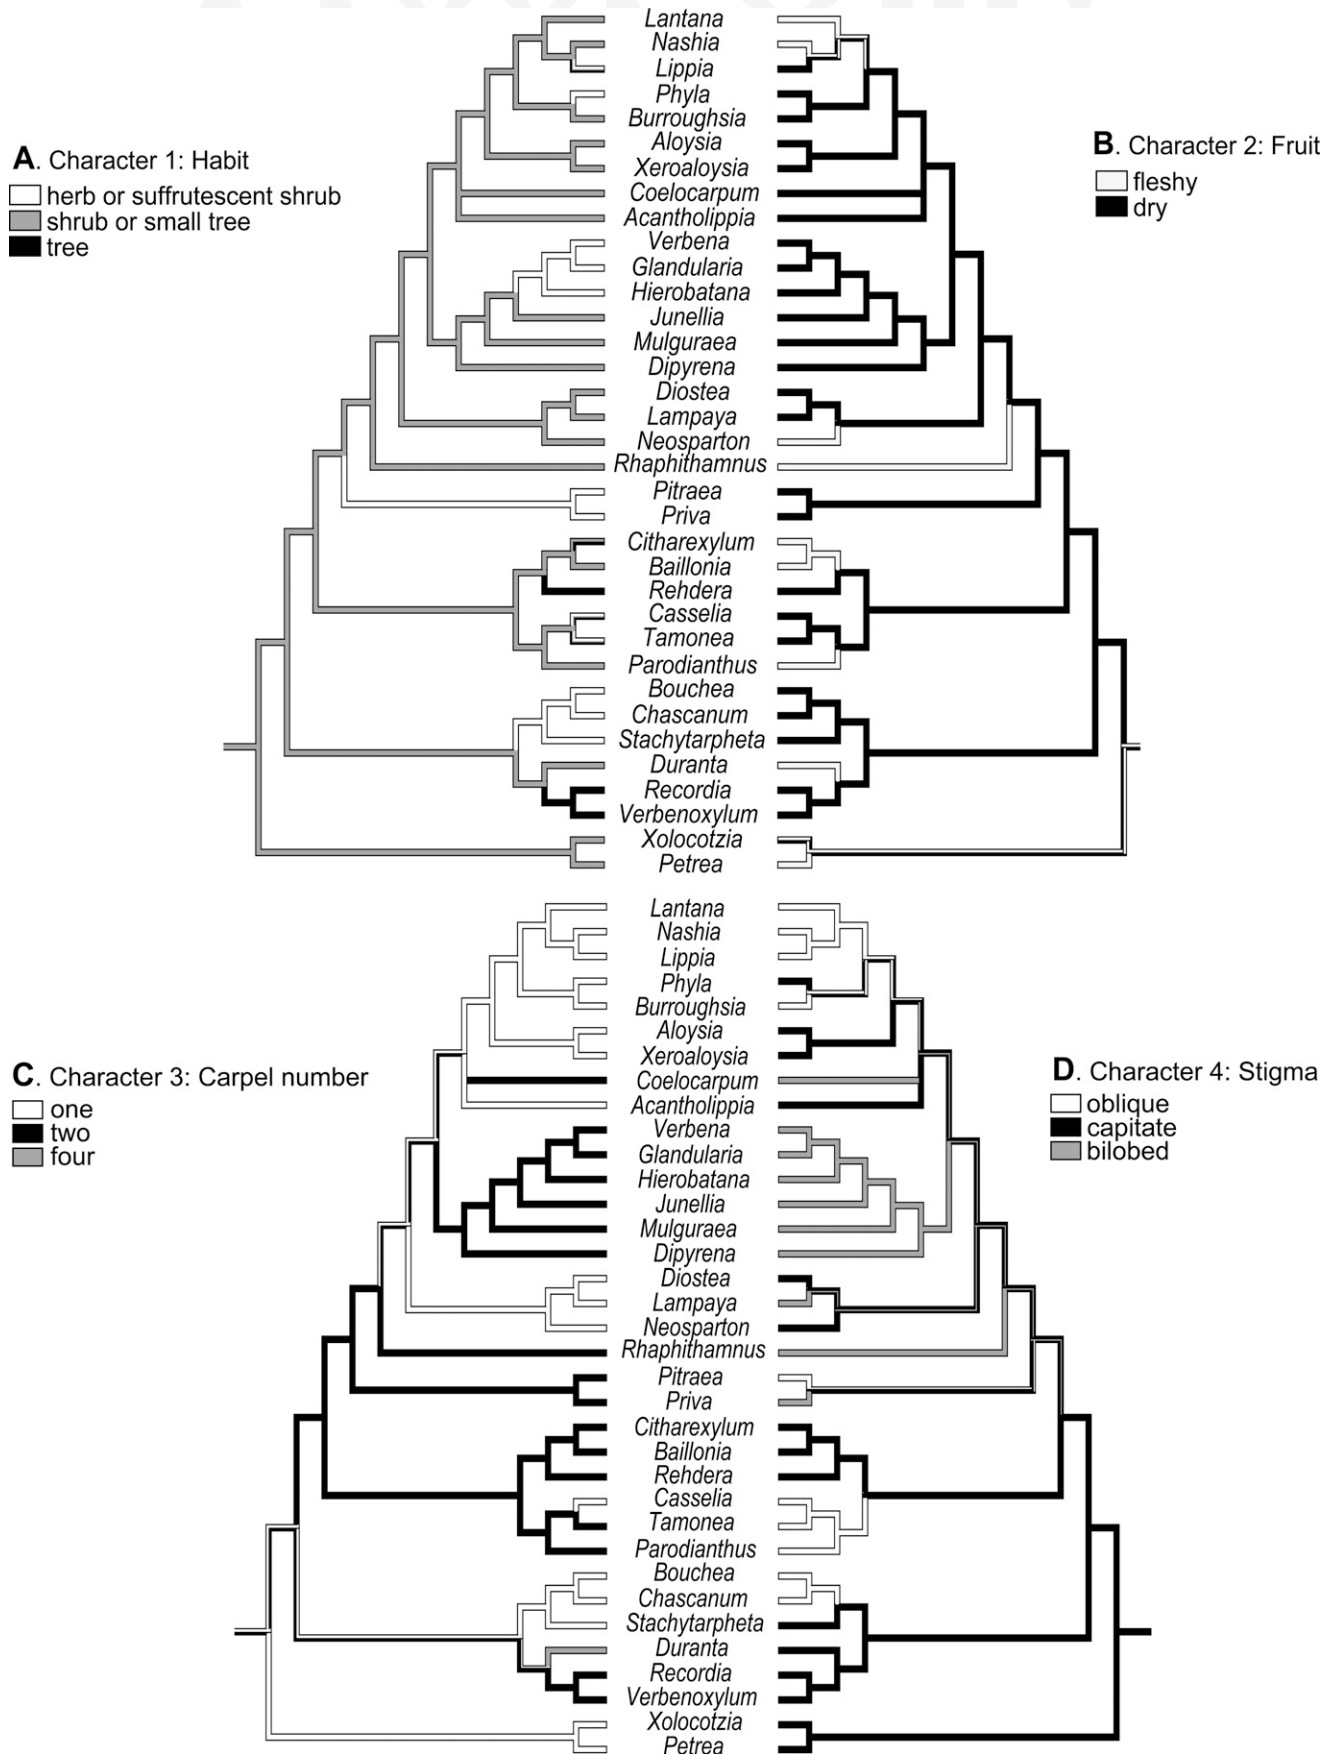 A. Character 1: Habit
herb or suffrutescent shrub
shrub or small tree
tree
Lantana
Nashia
Lippia
Phyla
Burroughsia
Aloysia
Xeroaloysia
Coelocarpum
Acantholippia
Verbena
Glandularia
Hierobatana
Junellia
Mulguraea
Dipyrena
Diostea
Lampaya
Neosparton
Rhaphithamnus
Pitraea
Priva
Citharexylum
Baillonia
Rehdera
Casselia
Tamonea
Parodianthus
Bouchea
Chascanum
Stachytarpheta
Duranta
Recordia
Verbenoxylum
Xolocotzia
Petrea
B. Character 2: Fruit
fleshy
dry
C. Character 3: Carpel number
one
two
four
Lantana
Nashia
Lippia
Phyla
Burroughsia
Aloysia
Xeroaloysia
Coelocarpum
Acantholippia
Verbena
Glandularia
Hierobatana
Junellia
Mulguraea
Dipyrena
Diostea
Lampaya
Neosparton
Rhaphithamnus
Pitraea
Priva
Citharexylum
Baillonia
Rehdera
Casselia
Tamonea
Parodianthus
Bouchea
Chascanum
Stachytarpheta
Duranta
Recordia
Verbenoxylum
Xolocotzia
Petrea
D. Character 4: Stigma
oblique
capitate
bilobed